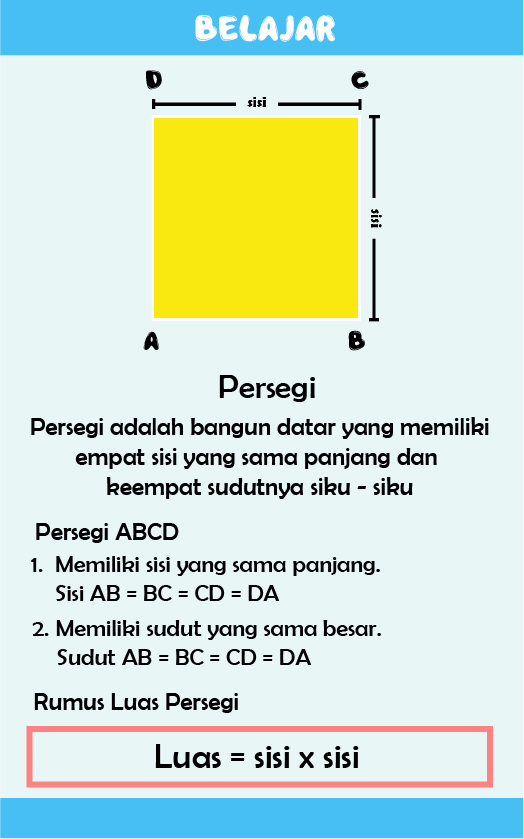 BELAJAR
D C
sisi
sisi
A B
Persegi
Persegi adalah bangun datar yang memiliki
empat sisi yang sama panjang dan
keempat sudutnya siku - siku
Persegi ABCD
1. Memiliki sisi yang sama panjang.
Sisi AB = BC = CD = DA
2. Memiliki sudut yang sama besar.
Sudut AB = BC = CD = DA
Rumus Luas Persegi
Luas = sisi x sisi